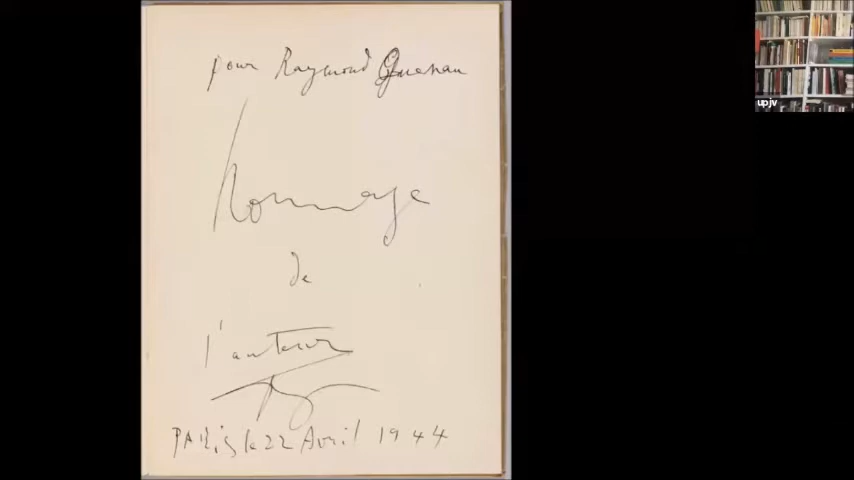 pour Raymond Queneau
hommage
de
l'auteur
PARis le 22 Avril 1944
upjv